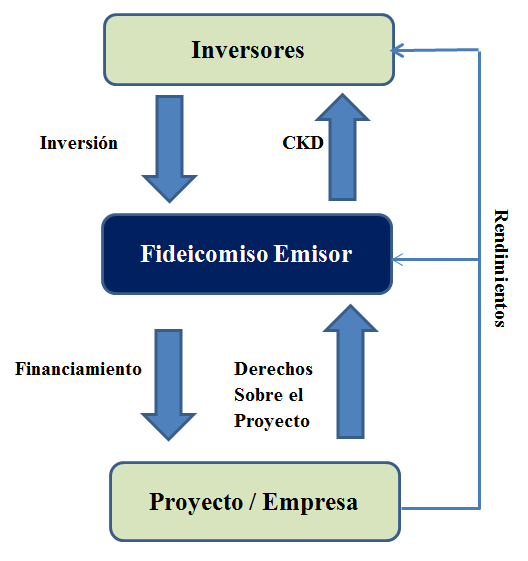 Inversores
Inversión
CKD
Fideicomiso Emisor
Rendimientos
Financiamiento
Derechos
Sobre el
Proyecto
Proyecto / Empresa